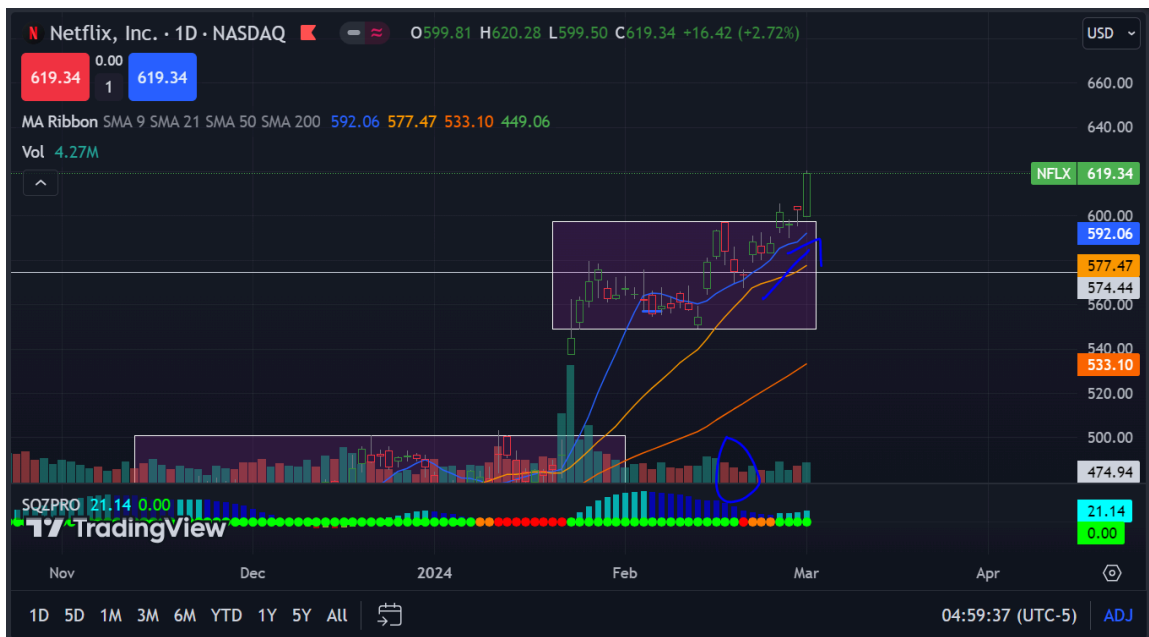 N Netflix, Inc. · 1D · NASDAQ O599.81 H620.28 L599.50 C619.34 +16.42 (+2.72%) USD
619.34 0.00 1 619.34
MA Ribbon SMA 9 SMA 21 SMA 50 SMA 200 592.06 577.47 533.10 449.06
Vol 4.27M
660.00
640.00
NFLX 619.34
600.00
592.06
577.47
574.44
560.00
540.00
533.10
520.00
500.00
474.94
SQZPRO 21.14 0.00
21.14
0.00
TradingView
Nov Dec 2024 Feb Mar Apr
1D 5D 1M 3M 6M YTD 1Y 5Y All 04:59:37 (UTC-5) ADJ